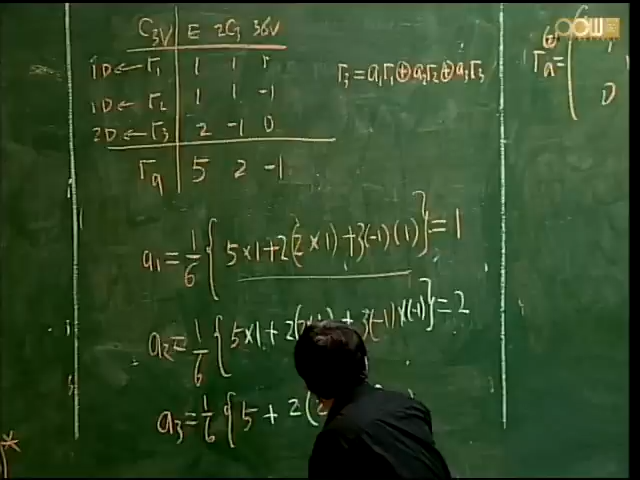 C3V E 2C3 3σV
1D ← Γ1 1 1 1
1D ← Γ2 1 1 -1
2D ← Γ3 2 -1 0
Γa 5 2 -1
Γ3 = a1Γ1 ⊕ a2Γ2 ⊕ a3Γ3
a1 = 1/6 { 5×1 + 2(2×1) + 3(-1)(1) } = 1
a2 = 1/6 { 5×1 + 2( + 3(-1)×(-1) } = 2
a3 = 1/6 { 5 + 2(
Γa =
0
*